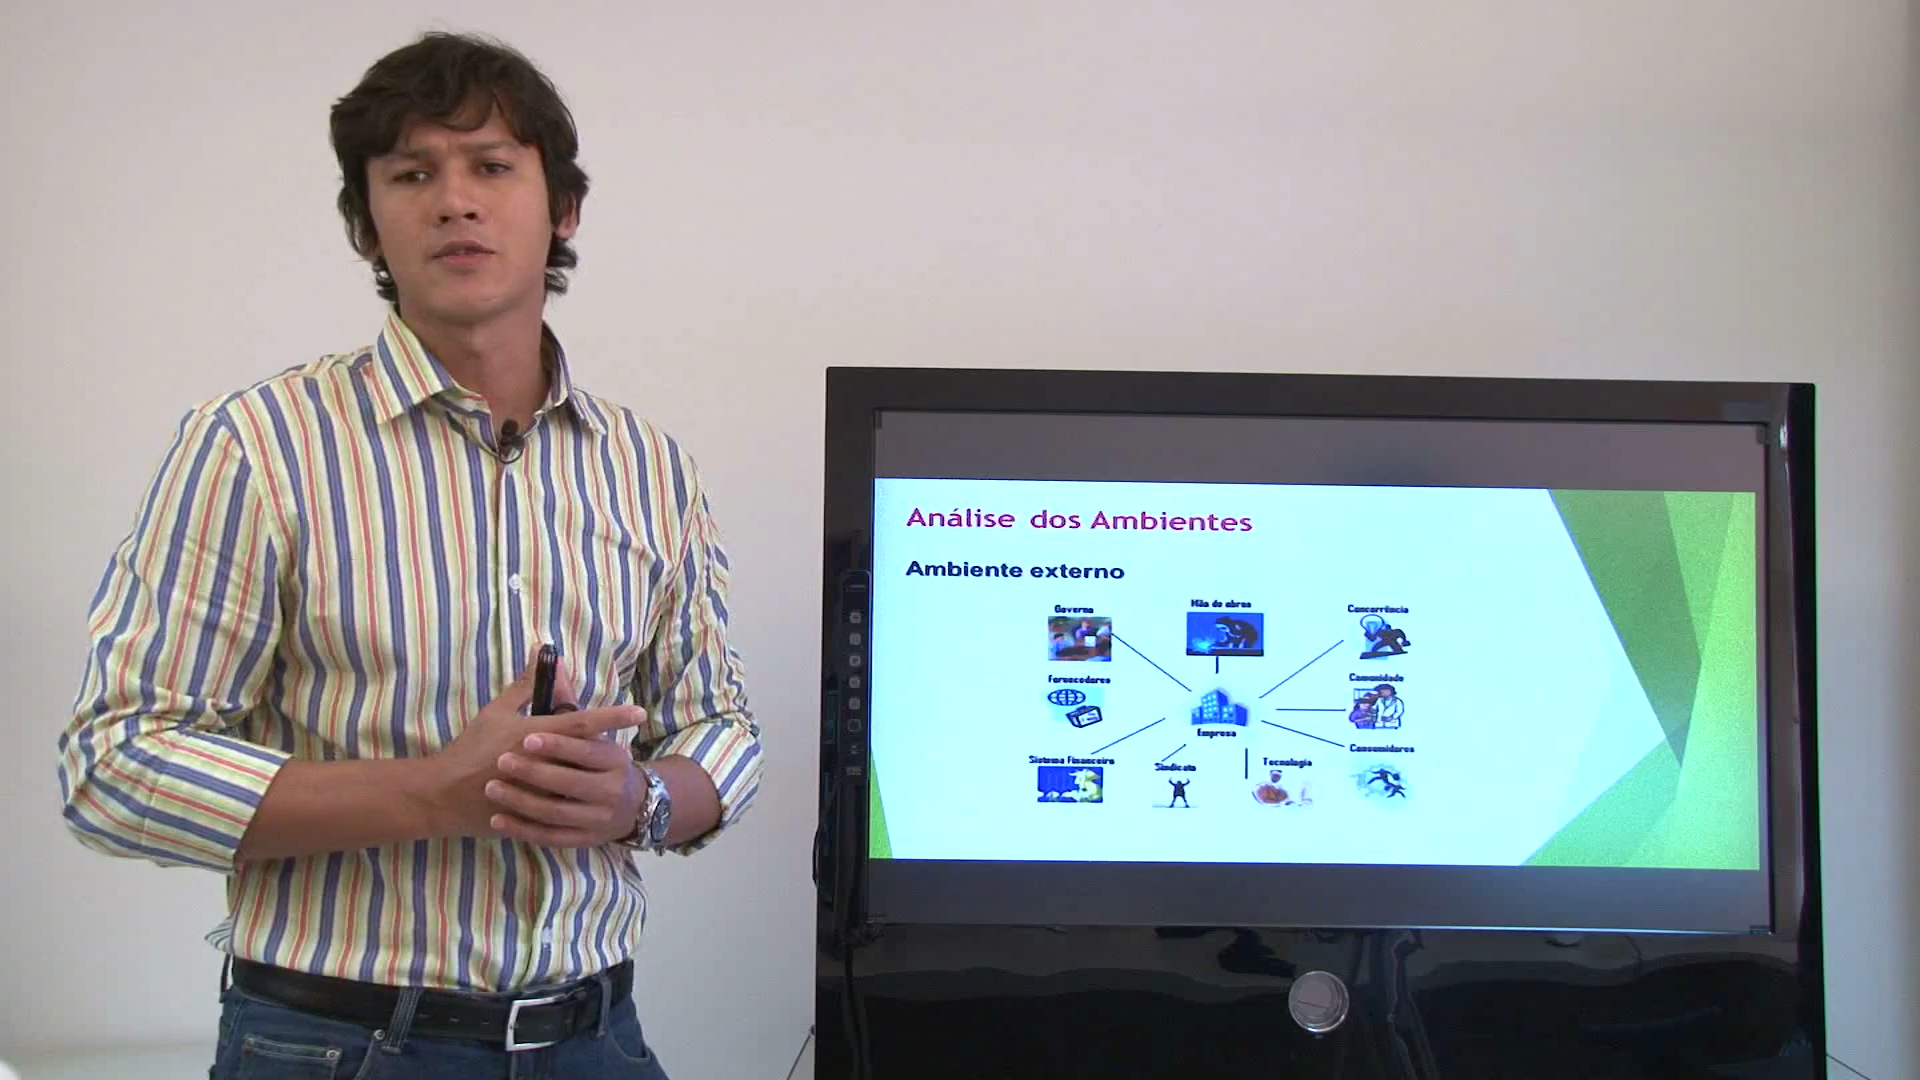 Análise dos Ambientes
Ambiente externo
Governo
Mão de obra
Concorrência
Fornecedores
Comunidade
Empresa
Consumidores
Sistema Financeiro
Sindicato
Tecnologia